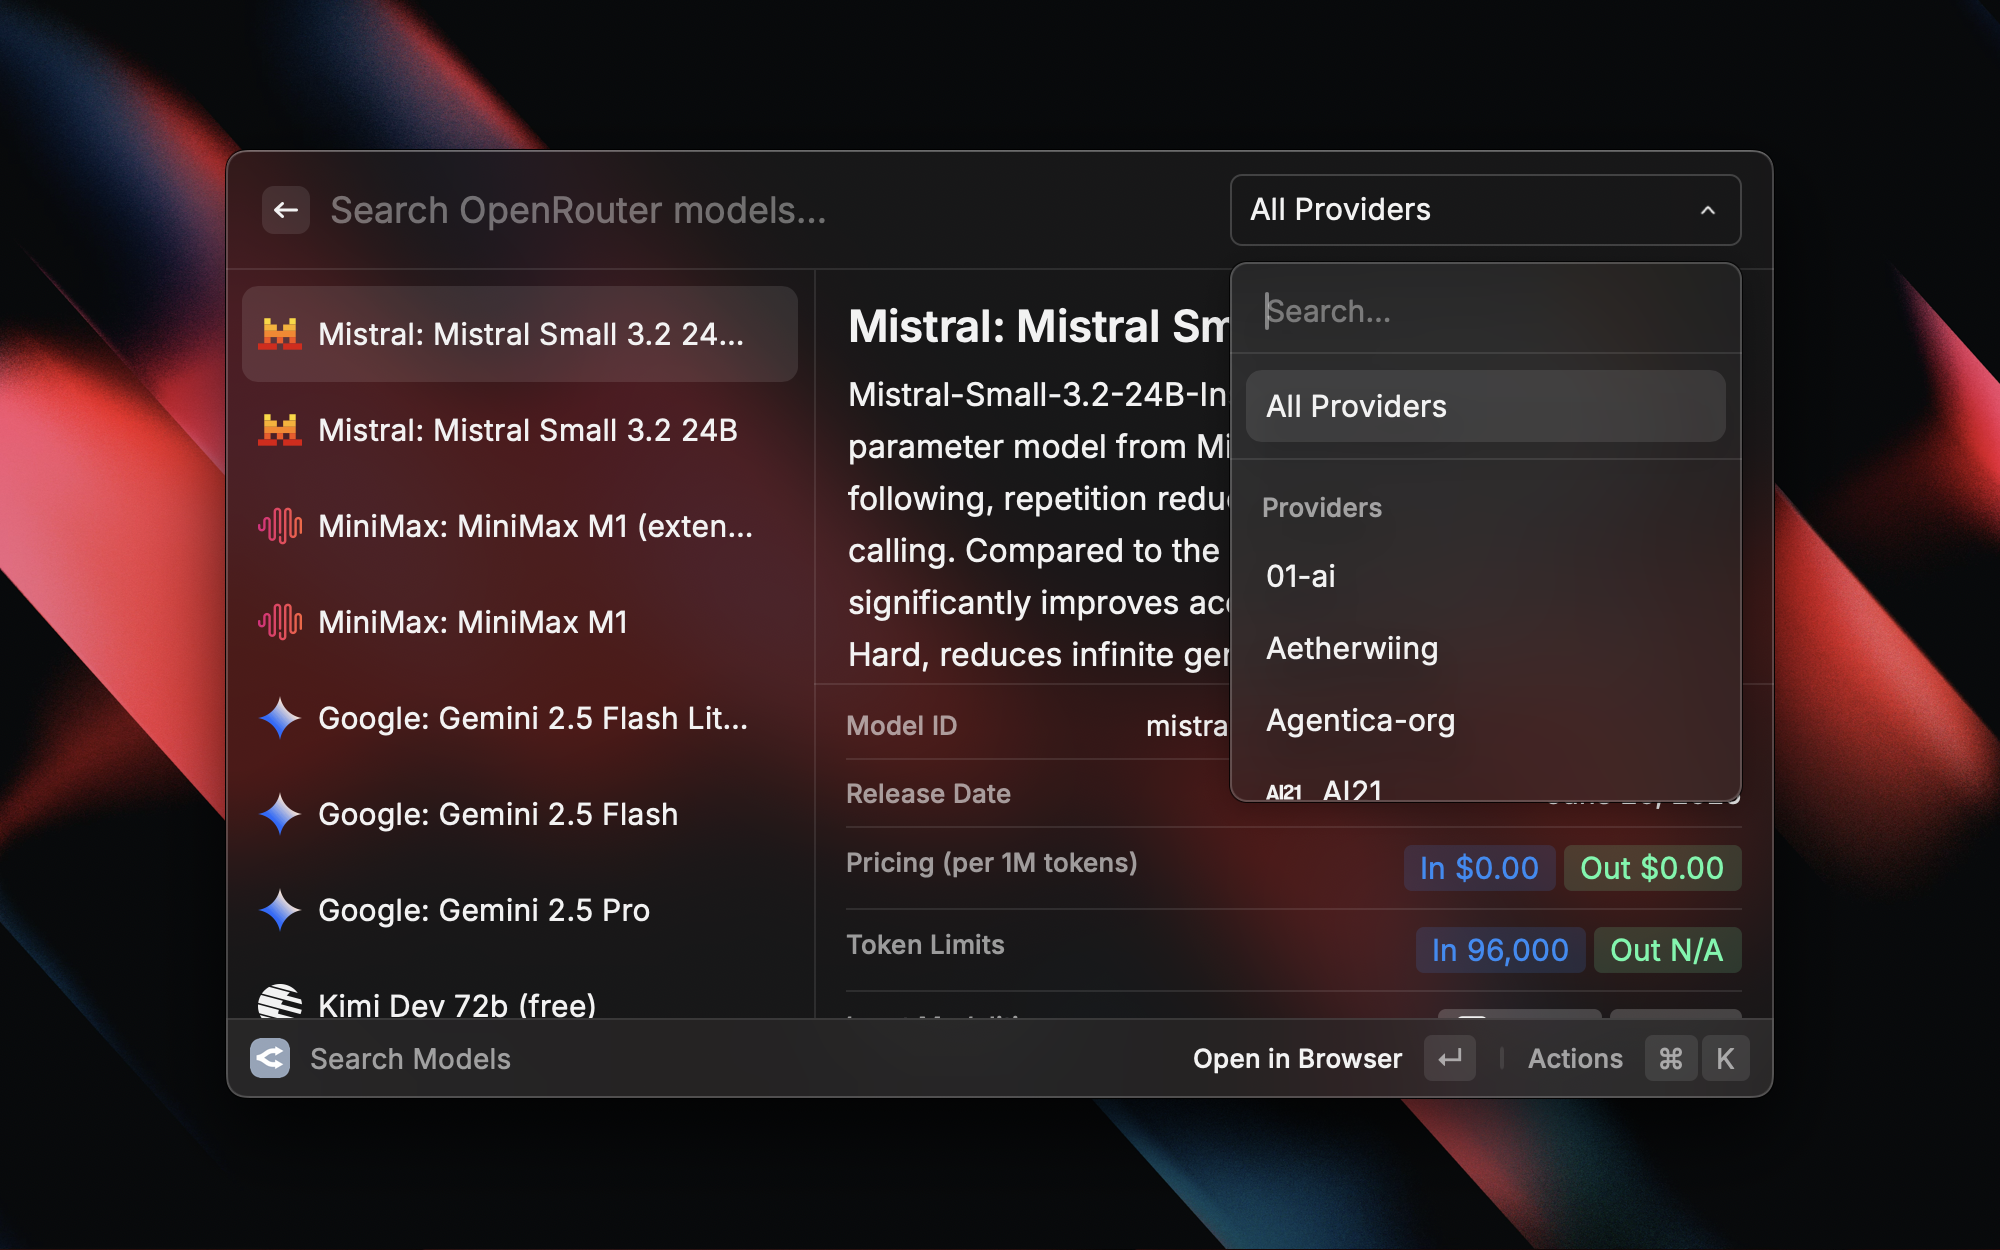 Search OpenRouter models...
All Providers
Search...
All Providers
Providers
01-ai
Aetherwiing
Agentica-org
AI21 AI21
Mistral: Mistral Small 3.2 24...
Mistral: Mistral Small 3.2 24B
MiniMax: MiniMax M1 (exten...
MiniMax: MiniMax M1
Google: Gemini 2.5 Flash Lit...
Google: Gemini 2.5 Flash
Google: Gemini 2.5 Pro
Kimi Dev 72b (free)
Mistral: Mistral Sm
Mistral-Small-3.2-24B-In
parameter model from Mi
following, repetition redu
calling. Compared to the
significantly improves acc
Hard, reduces infinite ger
Model ID mistra
Release Date
Pricing (per 1M tokens) In $0.00 Out $0.00
Token Limits In 96,000 Out N/A
Search Models
Open in Browser
Actions ⌘ K